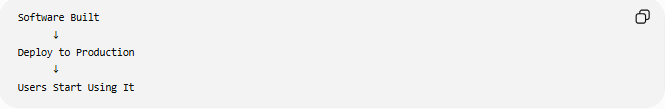 Software Built
↓
Deploy to Production
↓
Users Start Using It